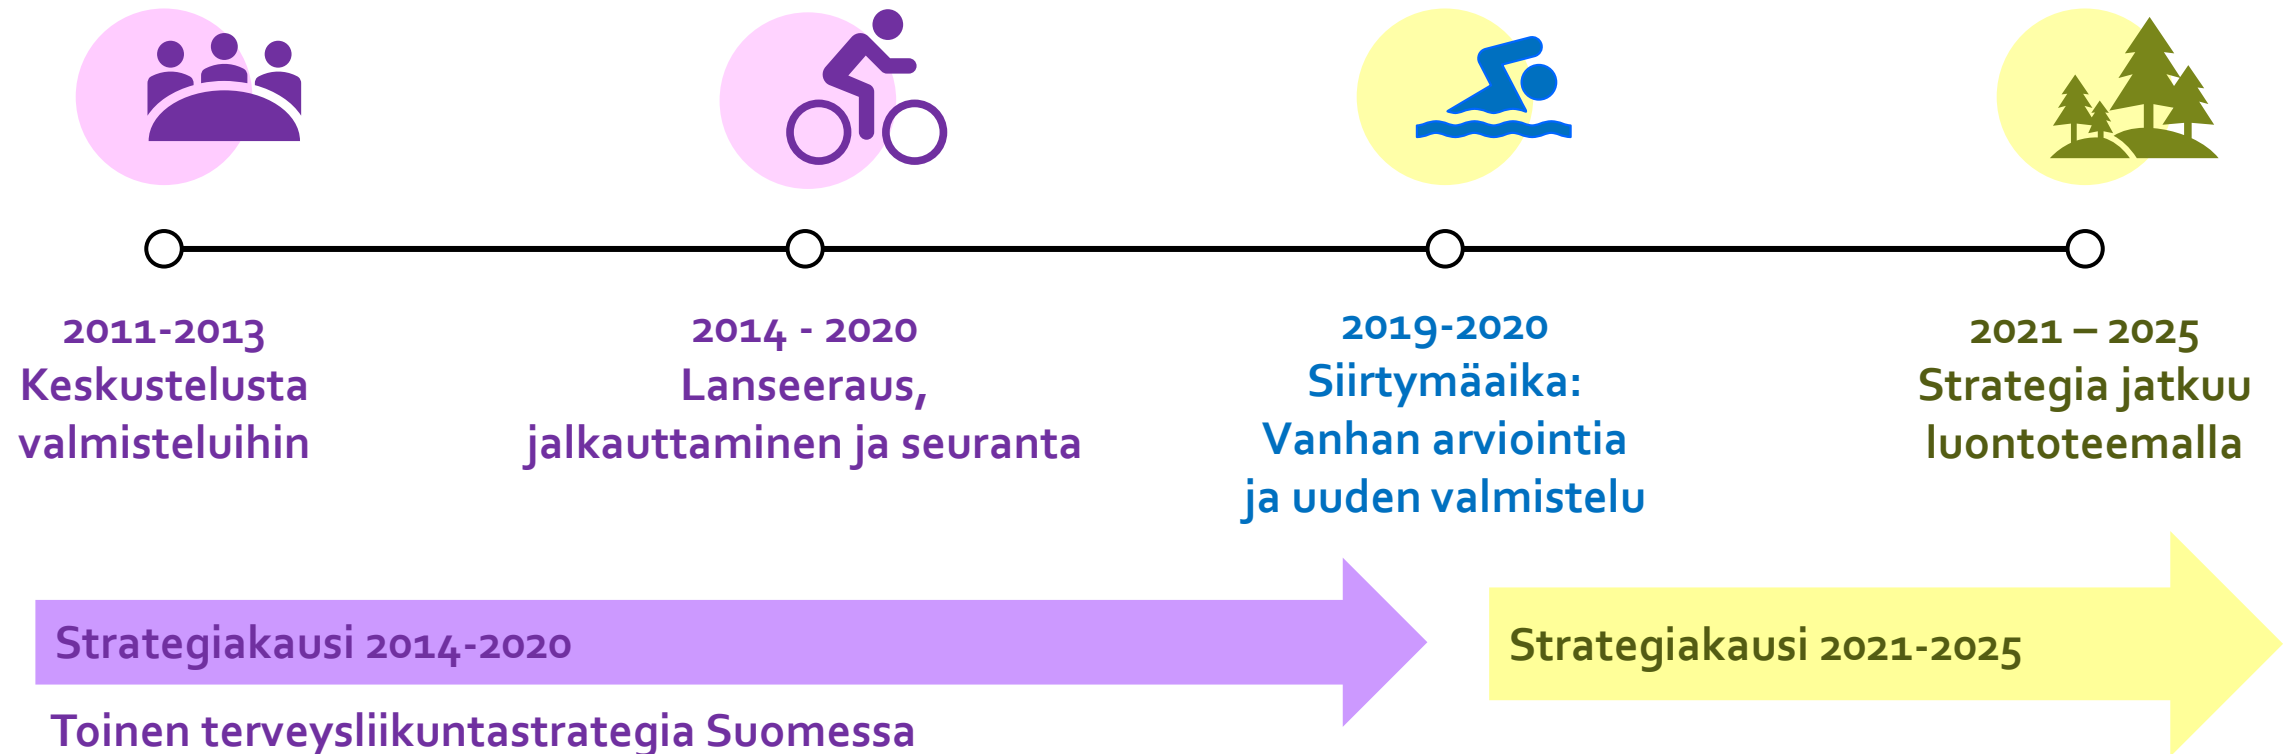 2011-2013
Keskustelusta
valmisteluihin
2014 - 2020
Lanseeraus,
jalkauttaminen ja seuranta
2019-2020
Siirtymäaika:
Vanhan arviointia
ja uuden valmistelu
2021 – 2025
Strategia jatkuu
luontoteemalla
Strategiakausi 2014-2020
Strategiakausi 2021-2025
Toinen terveysliikuntastrategia Suomessa